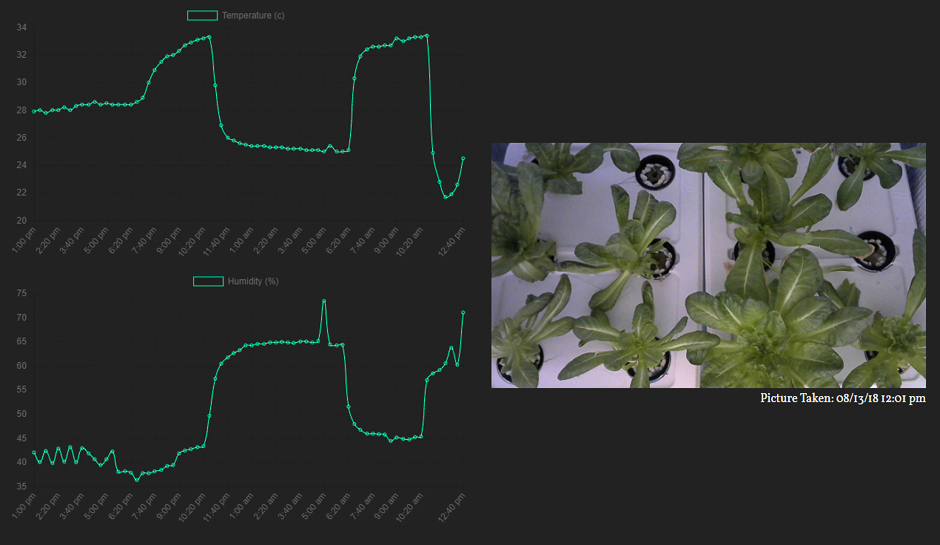 Temperature (c)
34
32
30
28
26
24
22
20
1:00 pm
2:20 pm
3:40 pm
5:00 pm
6:20 pm
7:40 pm
9:00 pm
10:20 pm
11:40 pm
1:00 am
2:20 am
3:40 am
5:00 am
6:20 am
7:40 am
9:00 am
10:20 am
12:40 pm
Humidity (%)
75
70
65
60
55
50
45
40
35
1:00 pm
2:20 pm
3:40 pm
5:00 pm
6:20 pm
7:40 pm
9:00 pm
10:20 pm
11:40 pm
1:00 am
2:20 am
3:40 am
5:00 am
6:20 am
7:40 am
9:00 am
10:20 am
12:40 pm
Picture Taken: 08/13/18 12:01 pm